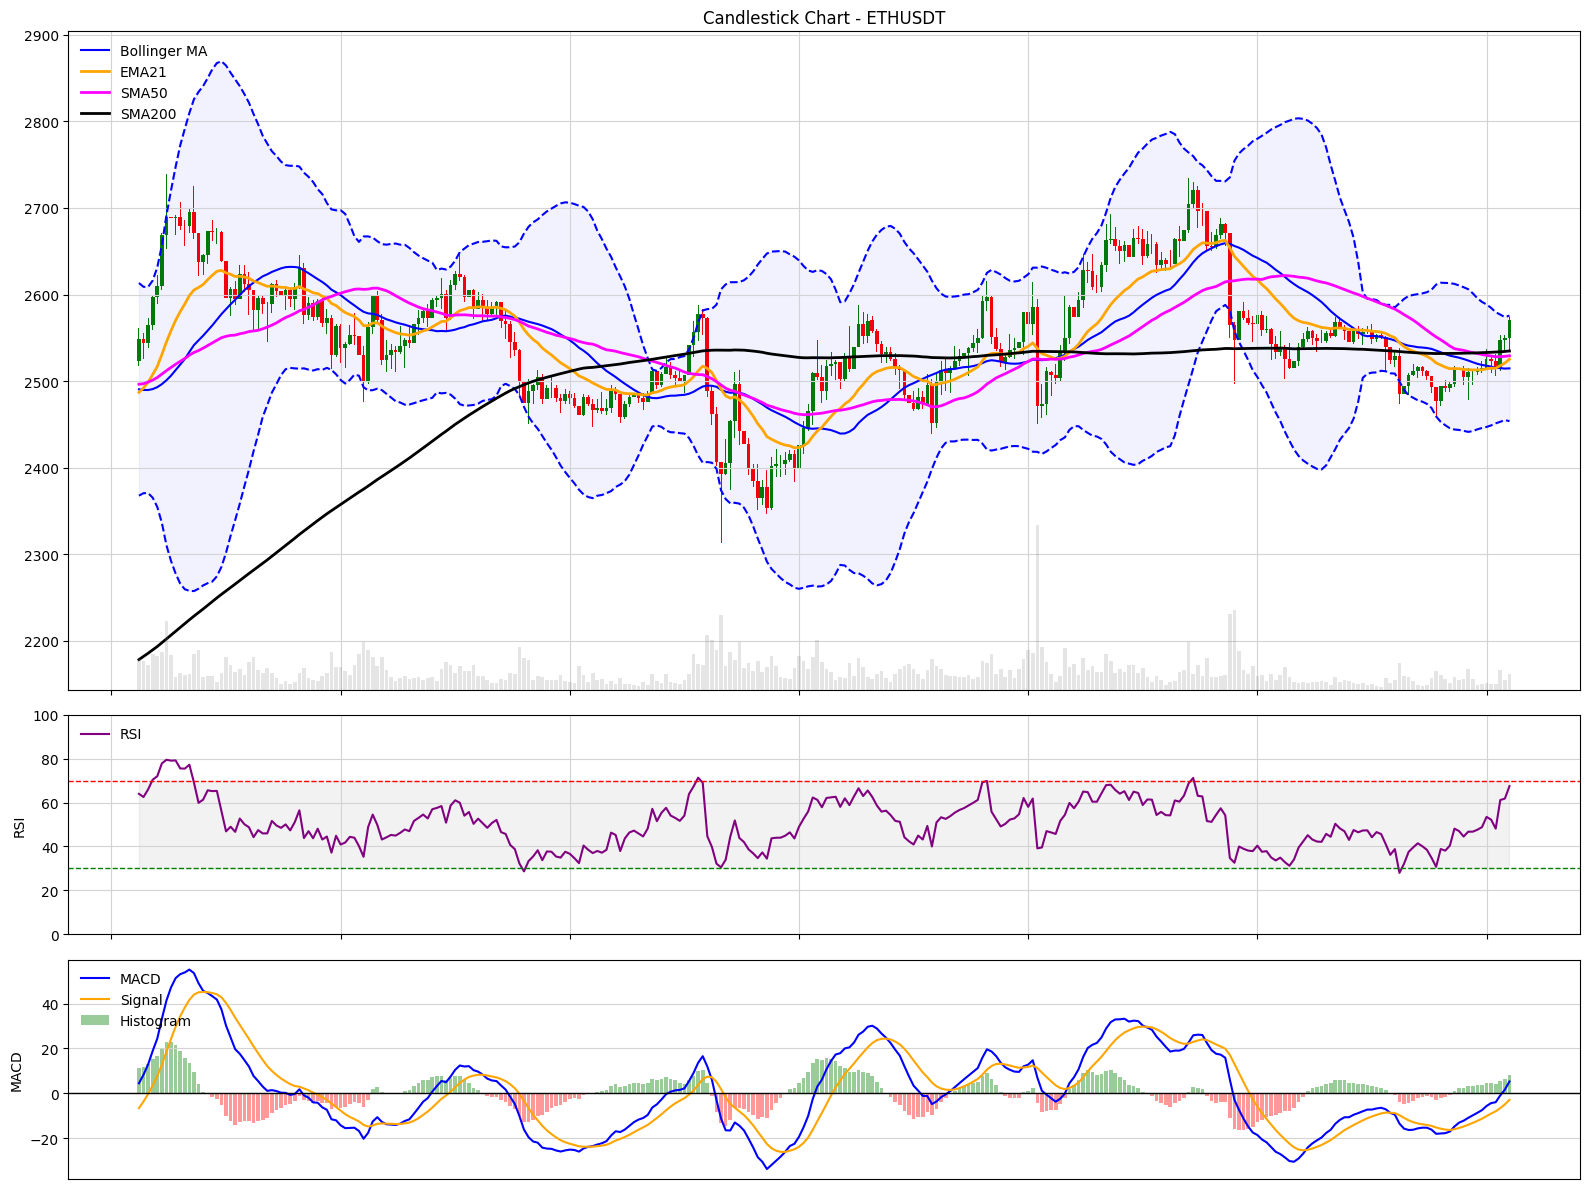 Candlestick Chart - ETHUSDT
2900
2800
2700
2600
2500
2400
2300
2200
Bollinger MA
EMA21
SMA50
SMA200
100
80
60
40
20
0
RSI
RSI
40
20
0
−20
MACD
MACD
Signal
Histogram